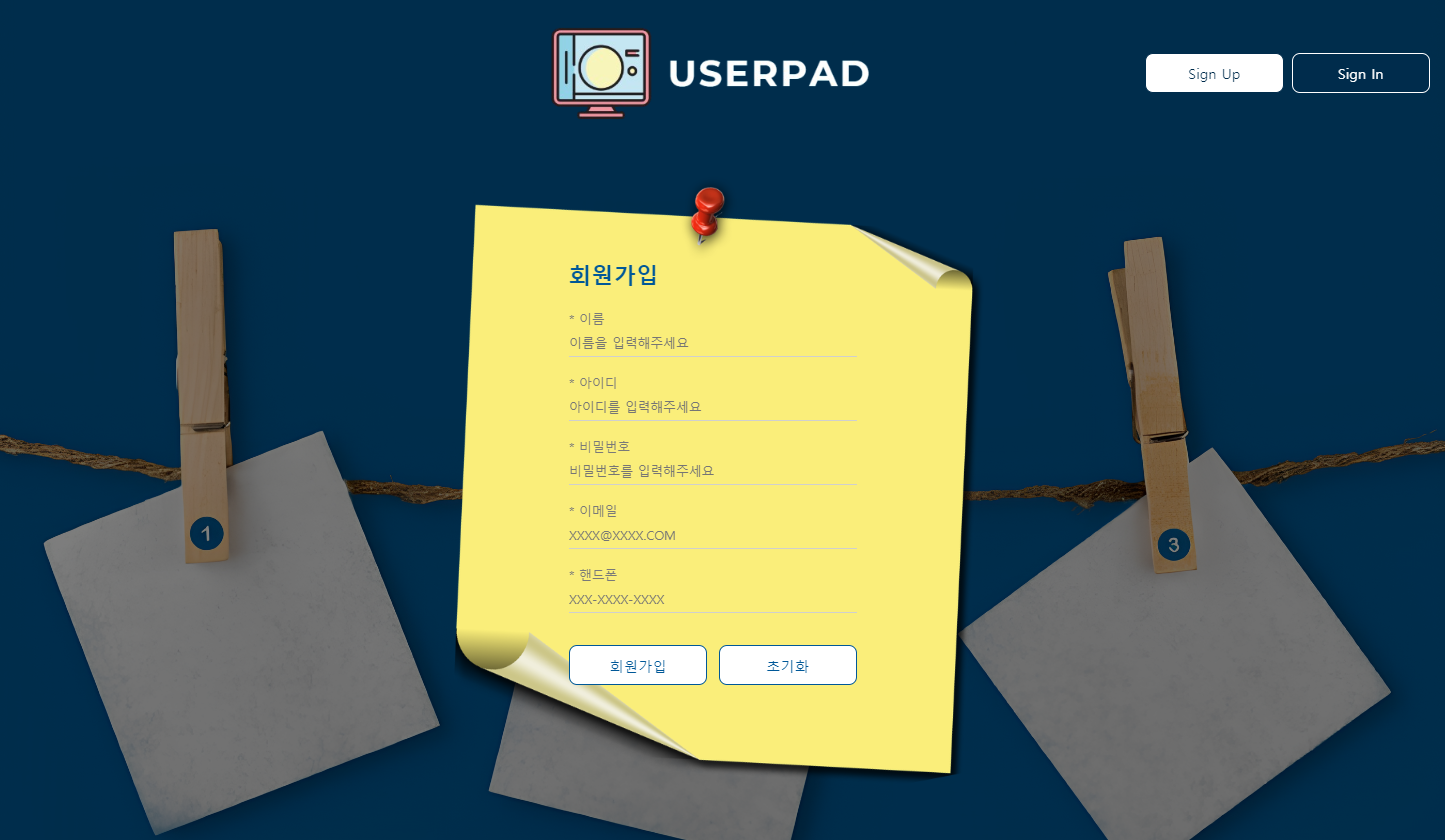 USERPAD
Sign Up
Sign In
회원가입
* 이름
이름을 입력해주세요
* 아이디
아이디를 입력해주세요
* 비밀번호
비밀번호를 입력해주세요
* 이메일
XXXX@XXXX.COM
* 핸드폰
XXX-XXXX-XXXX
회원가입
초기화
1
3